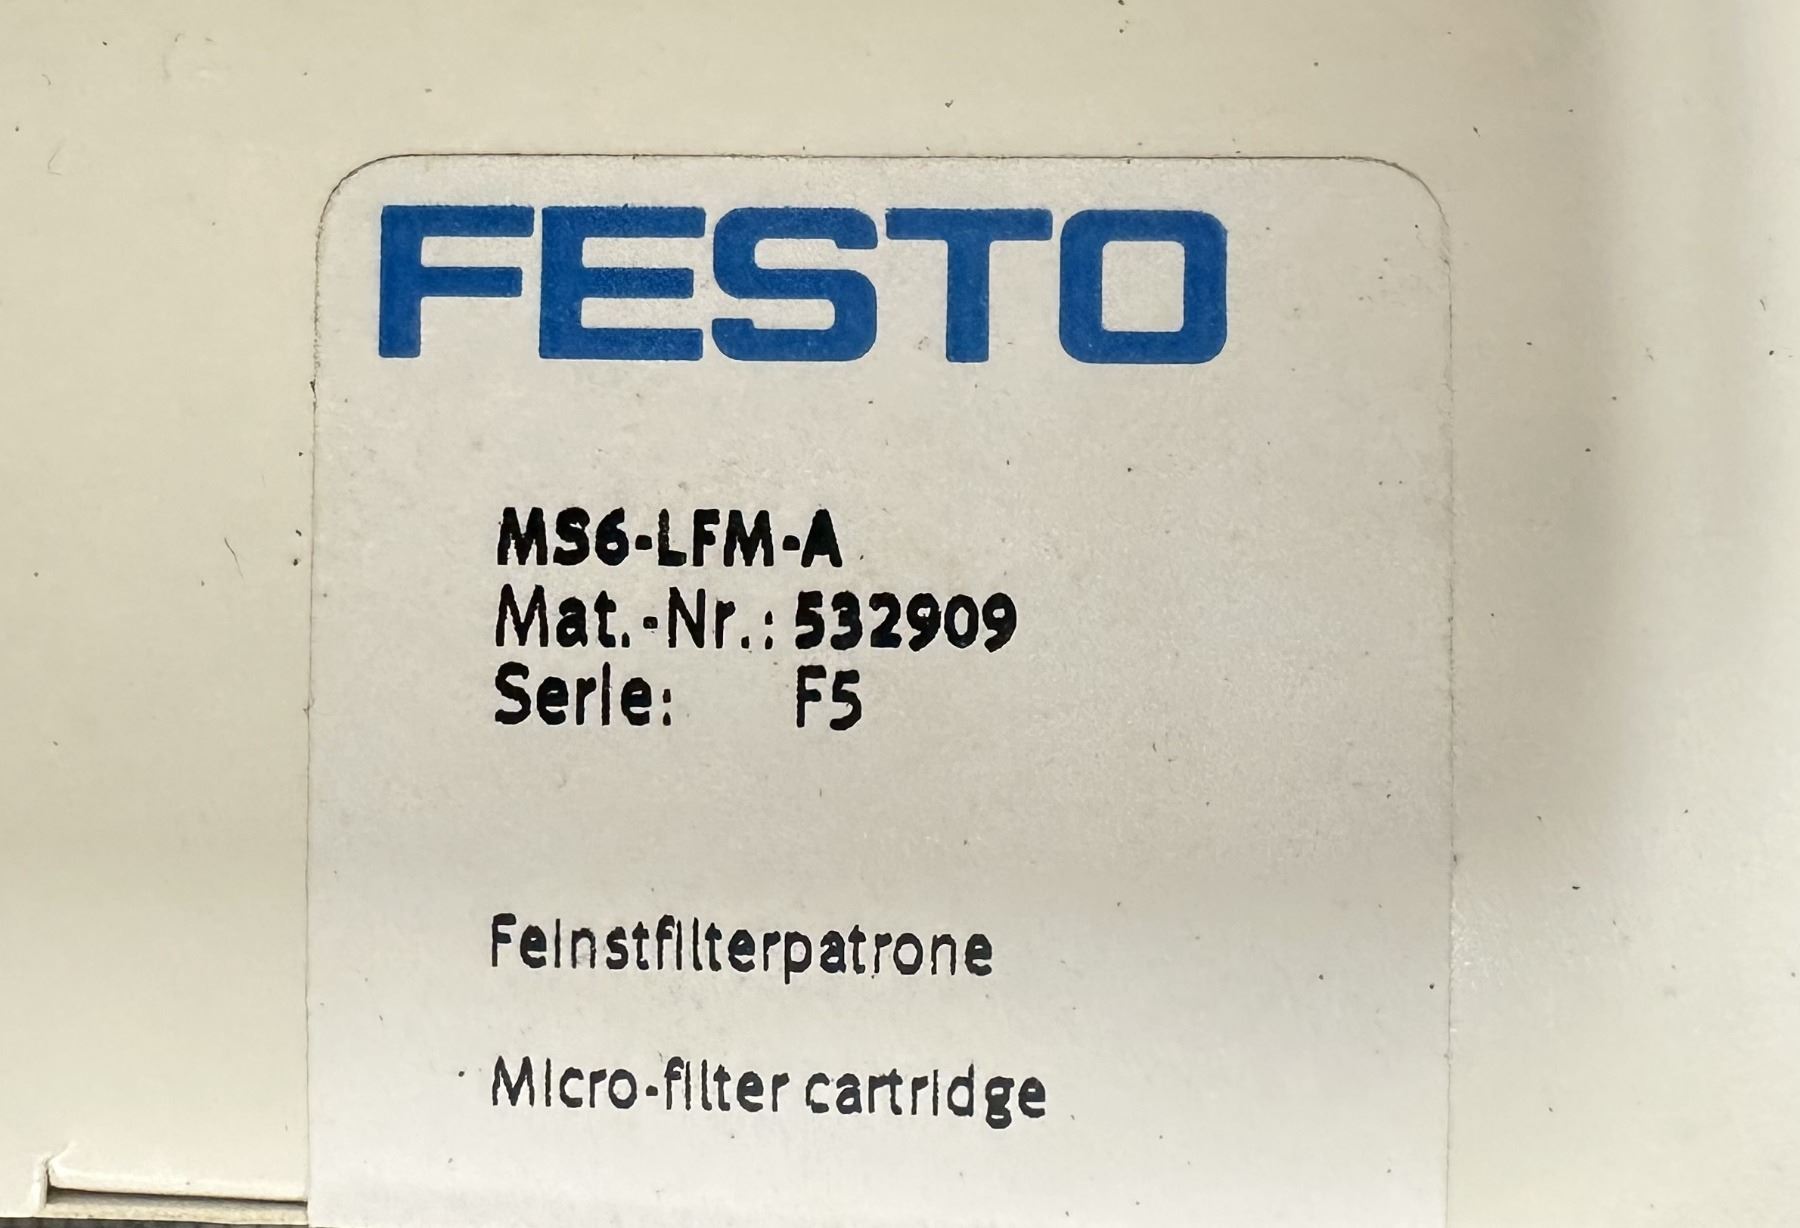 FESTO
MS6-LFM-A
Mat.-Nr.: 532909
Serie: F5
Feinstfilterpatrone
Micro-filter cartridge